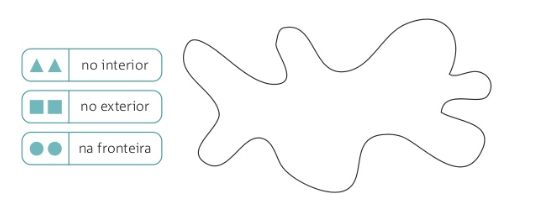 no interior
no exterior
na fronteira